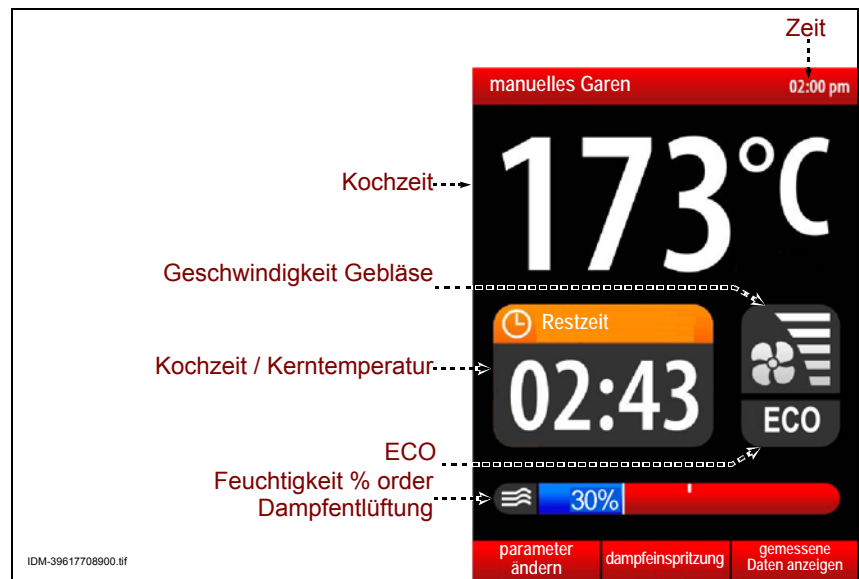 Zeit
manuelles Garen 02:00 pm
173°C
Kochzeit
Geschwindigkeit Gebläse
Restzeit
Kochzeit / Kerntemperatur
02:43
ECO
ECO
Feuchtigkeit % order
Dampfentlüftung
30%
parameter
ändern
dampfeinspritzung
gemessene
Daten anzeigen
IDM-39617708900.tif